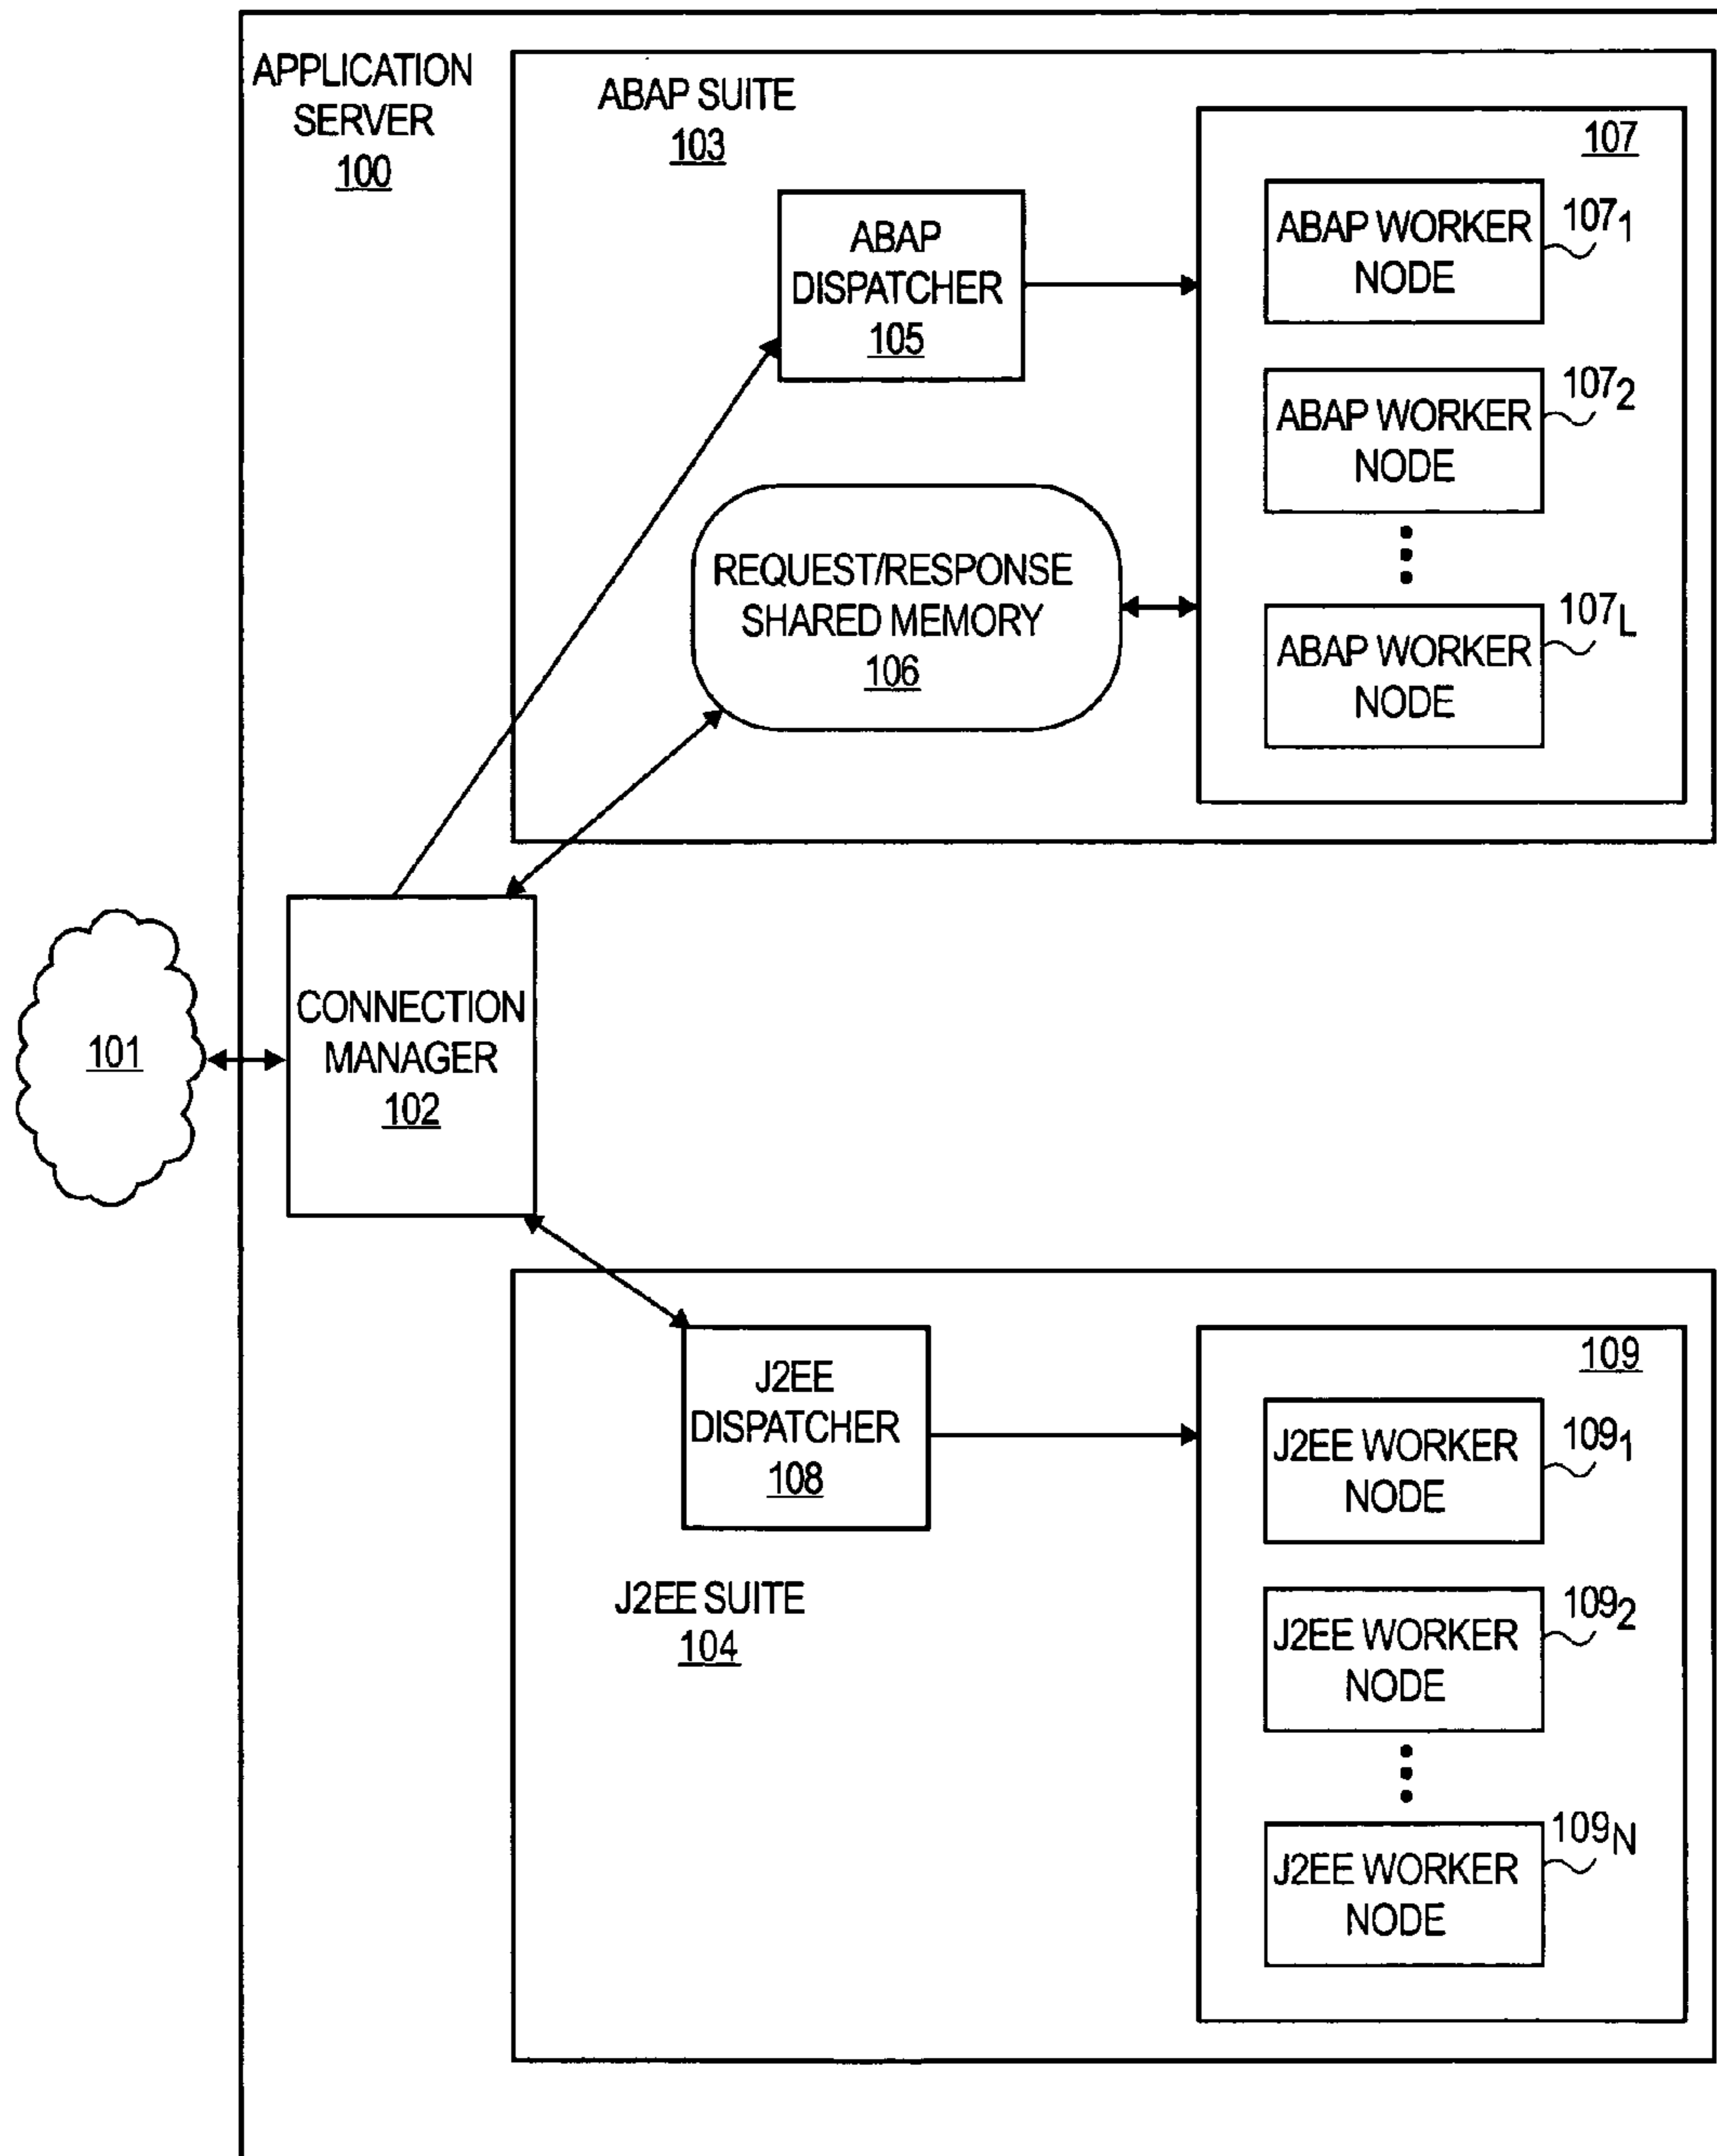 APPLICATION
SERVER
100
ABAP SUITE
103
107
ABAP
DISPATCHER
105
ABAP WORKER
NODE
107₁
ABAP WORKER
NODE
107₂
REQUEST/RESPONSE
SHARED MEMORY
106
ABAP WORKER
NODE
107L
101
CONNECTION
MANAGER
102
J2EE
DISPATCHER
108
J2EE SUITE
104
109
J2EE WORKER
NODE
109₁
J2EE WORKER
NODE
109₂
J2EE WORKER
NODE
109N